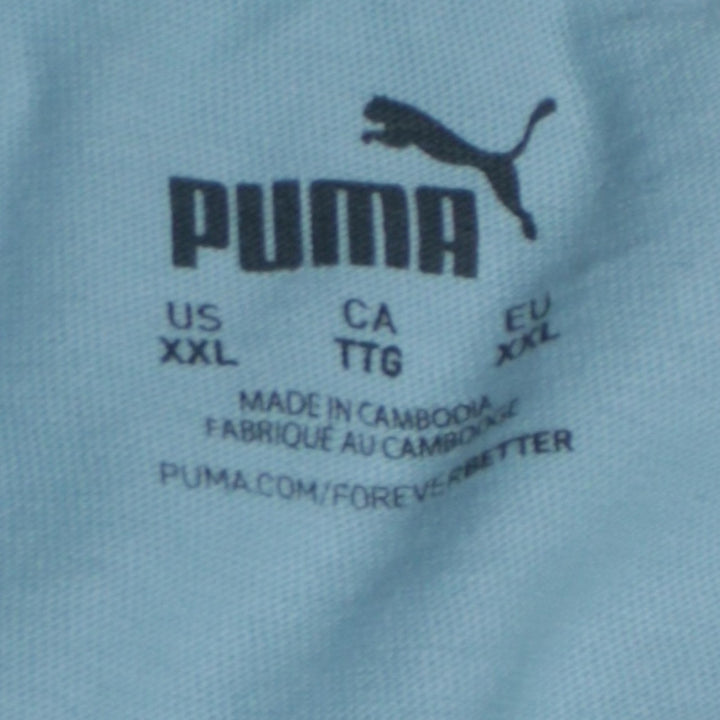 PUMA
US CA EU
XXL TTG XXL
MADE IN CAMBODIA
FABRIQUÉ AU CAMBODGE
PUMA.COM/FOREVERBETTER